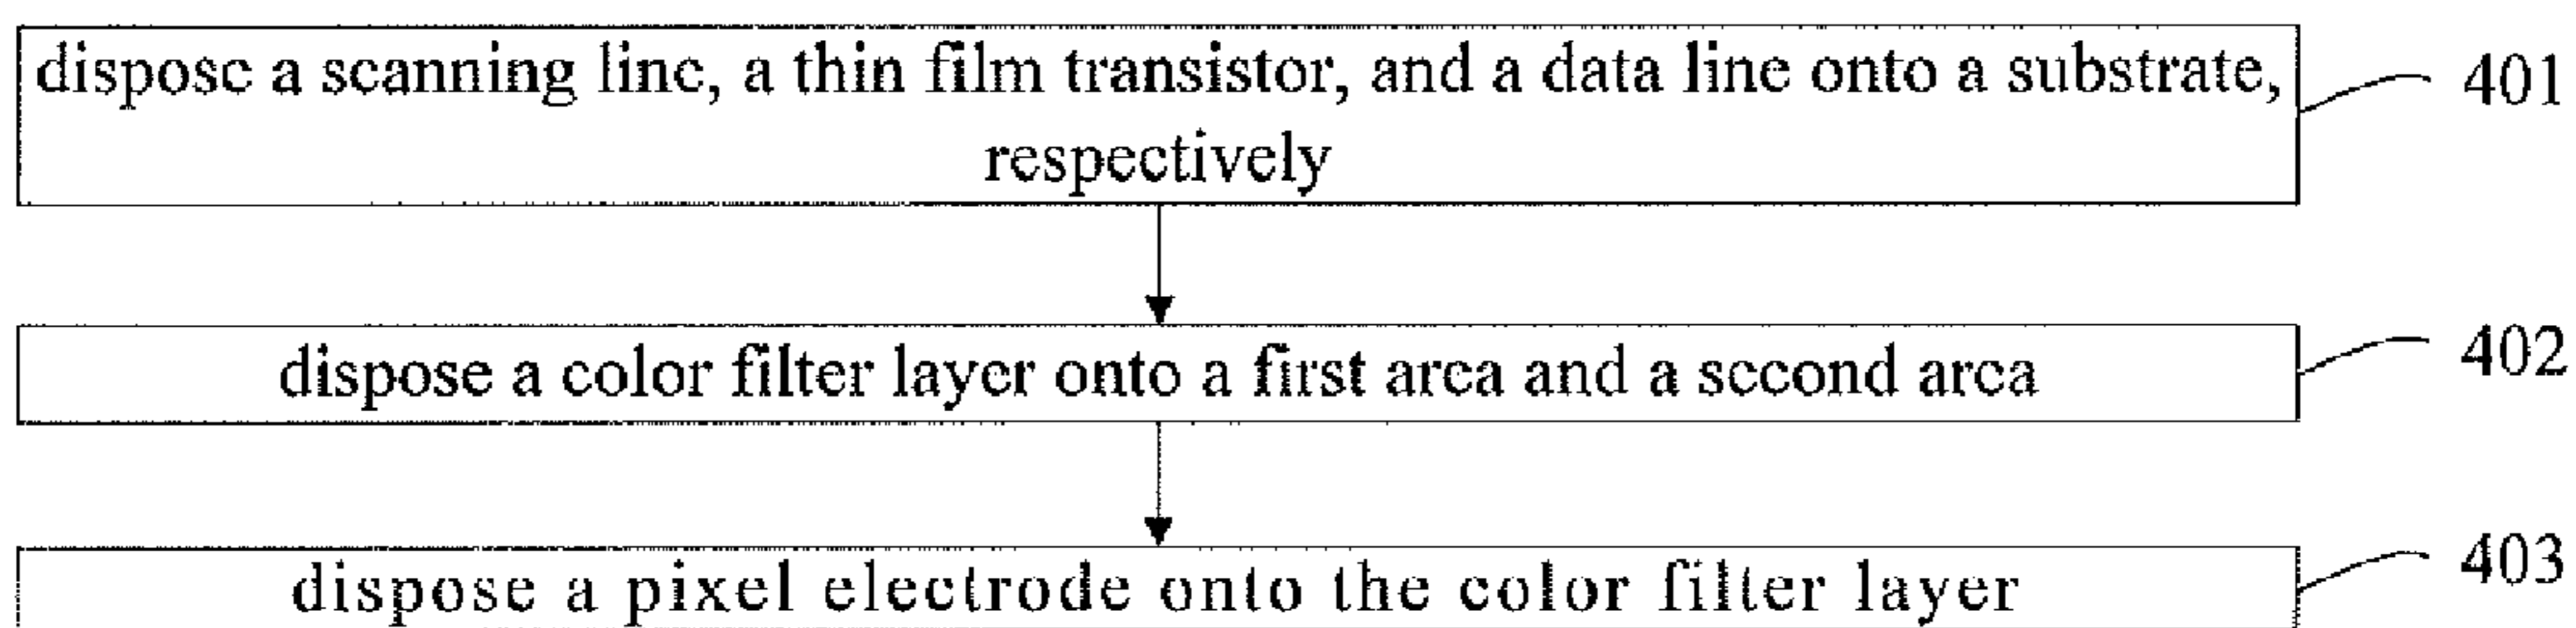 dispose a scanning line, a thin film transistor, and a data line onto a substrate,
respectively
401
dispose a color filter layer onto a first area and a second area
402
dispose a pixel electrode onto the color filter layer
403